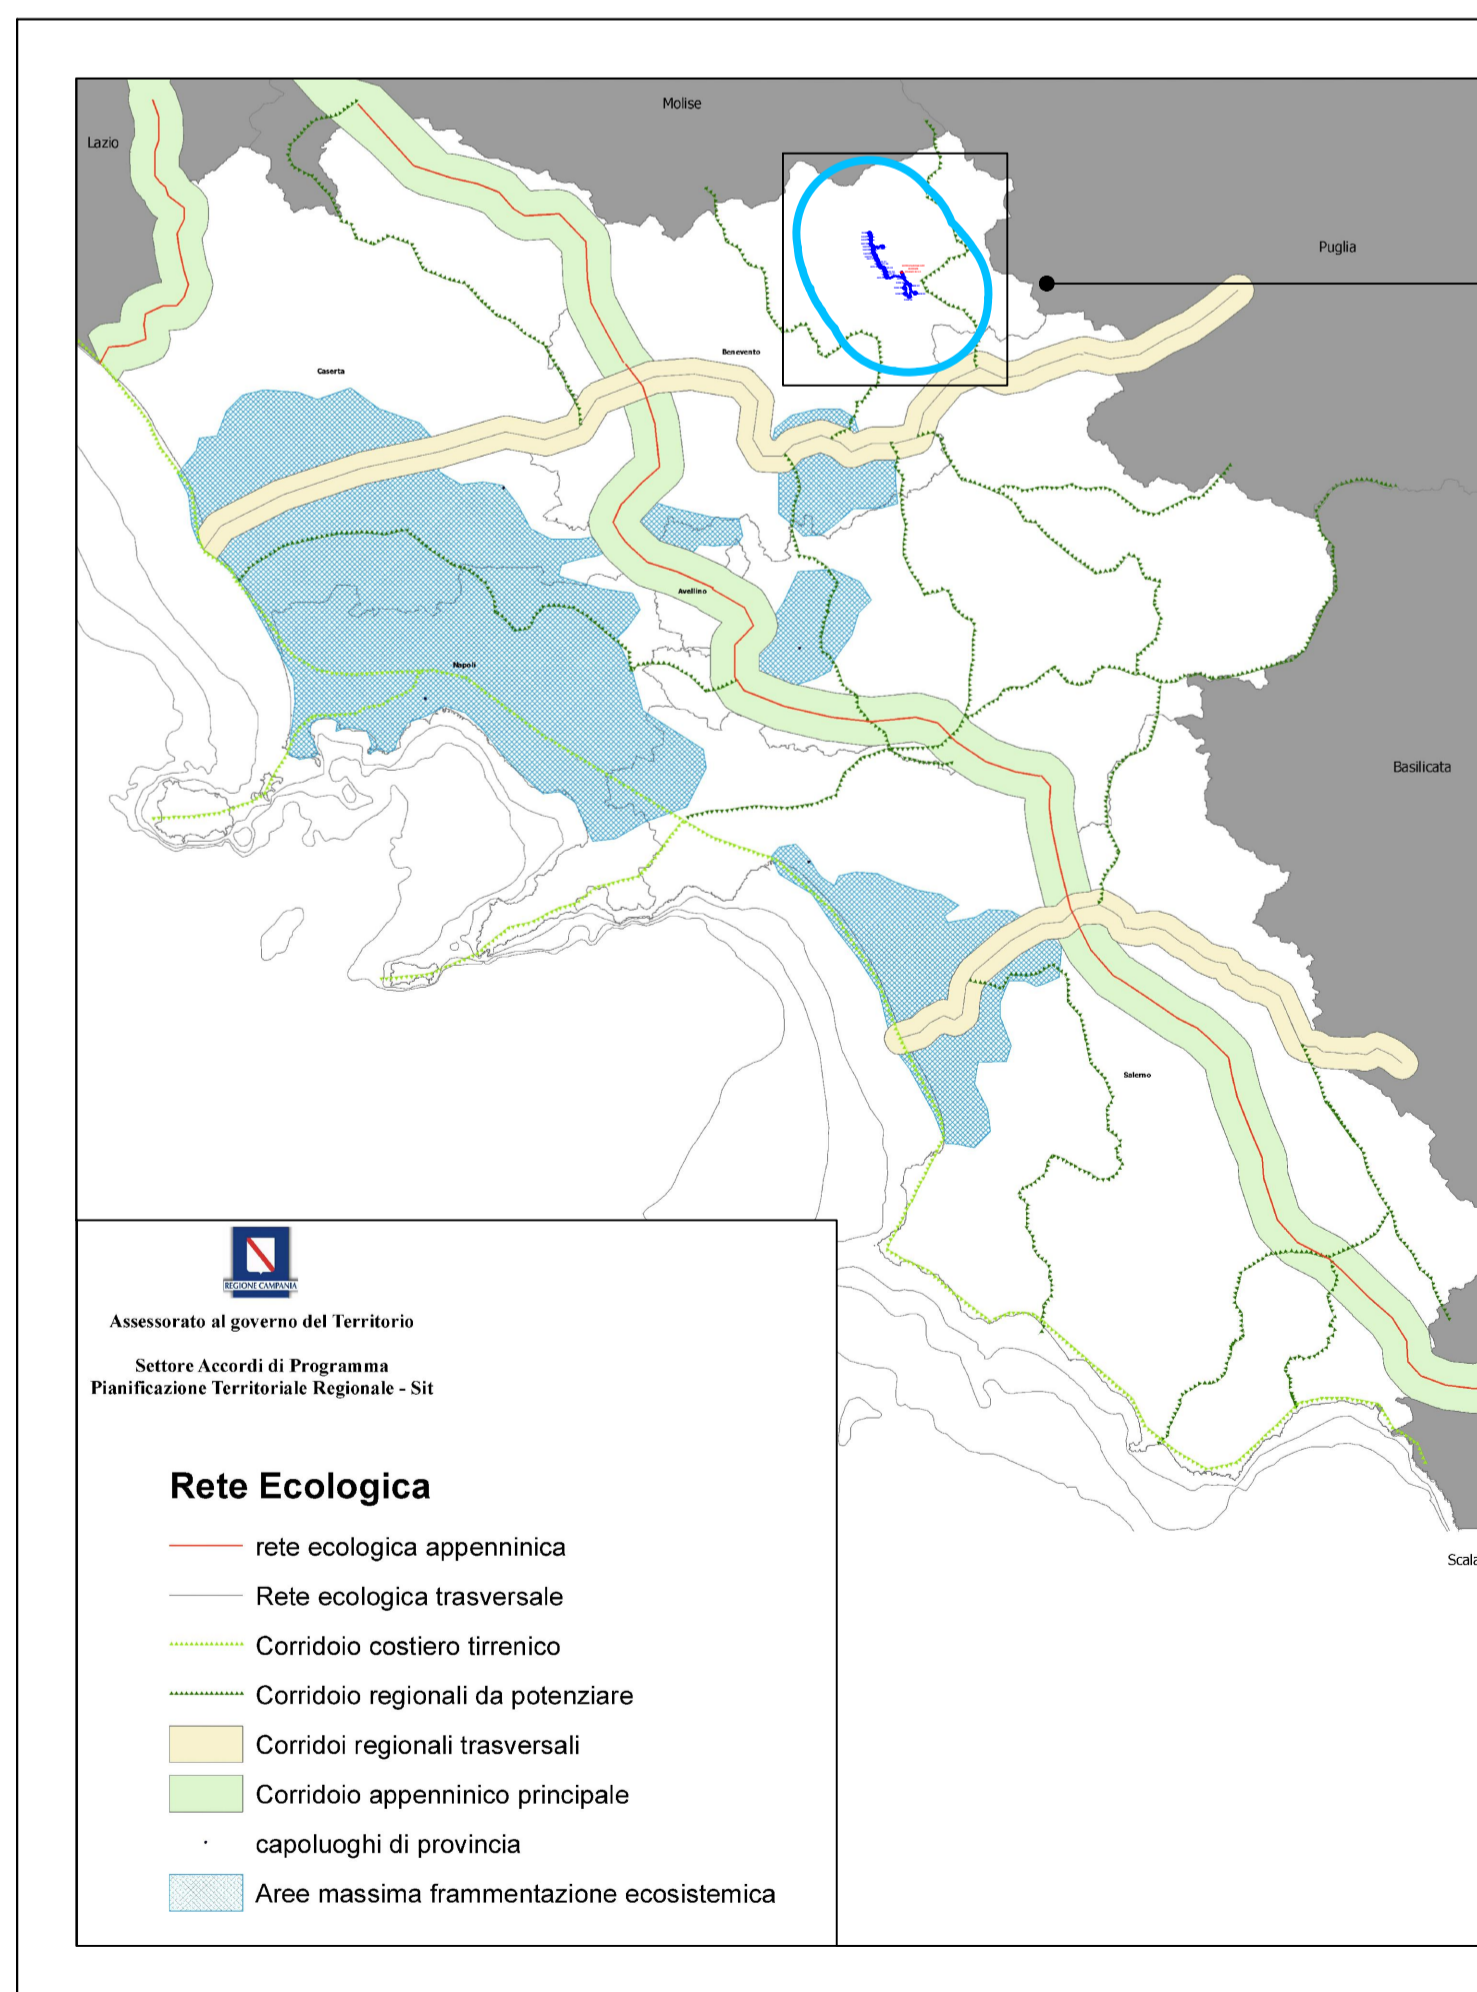 Molise
Lazio
Puglia
Benevento
Caserta
Avellino
Napoli
Basilicata
Salerno
REGIONE CAMPANIA
Assessorato al governo del Territorio
Settore Accordi di Programma
Pianificazione Territoriale Regionale - Sit
Scala
Rete Ecologica
rete ecologica appenninica
Rete ecologica trasversale
Corridoio costiero tirrenico
Corridoio regionali da potenziare
Corridoi regionali trasversali
Corridoio appenninico principale
capoluoghi di provincia
Aree massima frammentazione ecosistemica